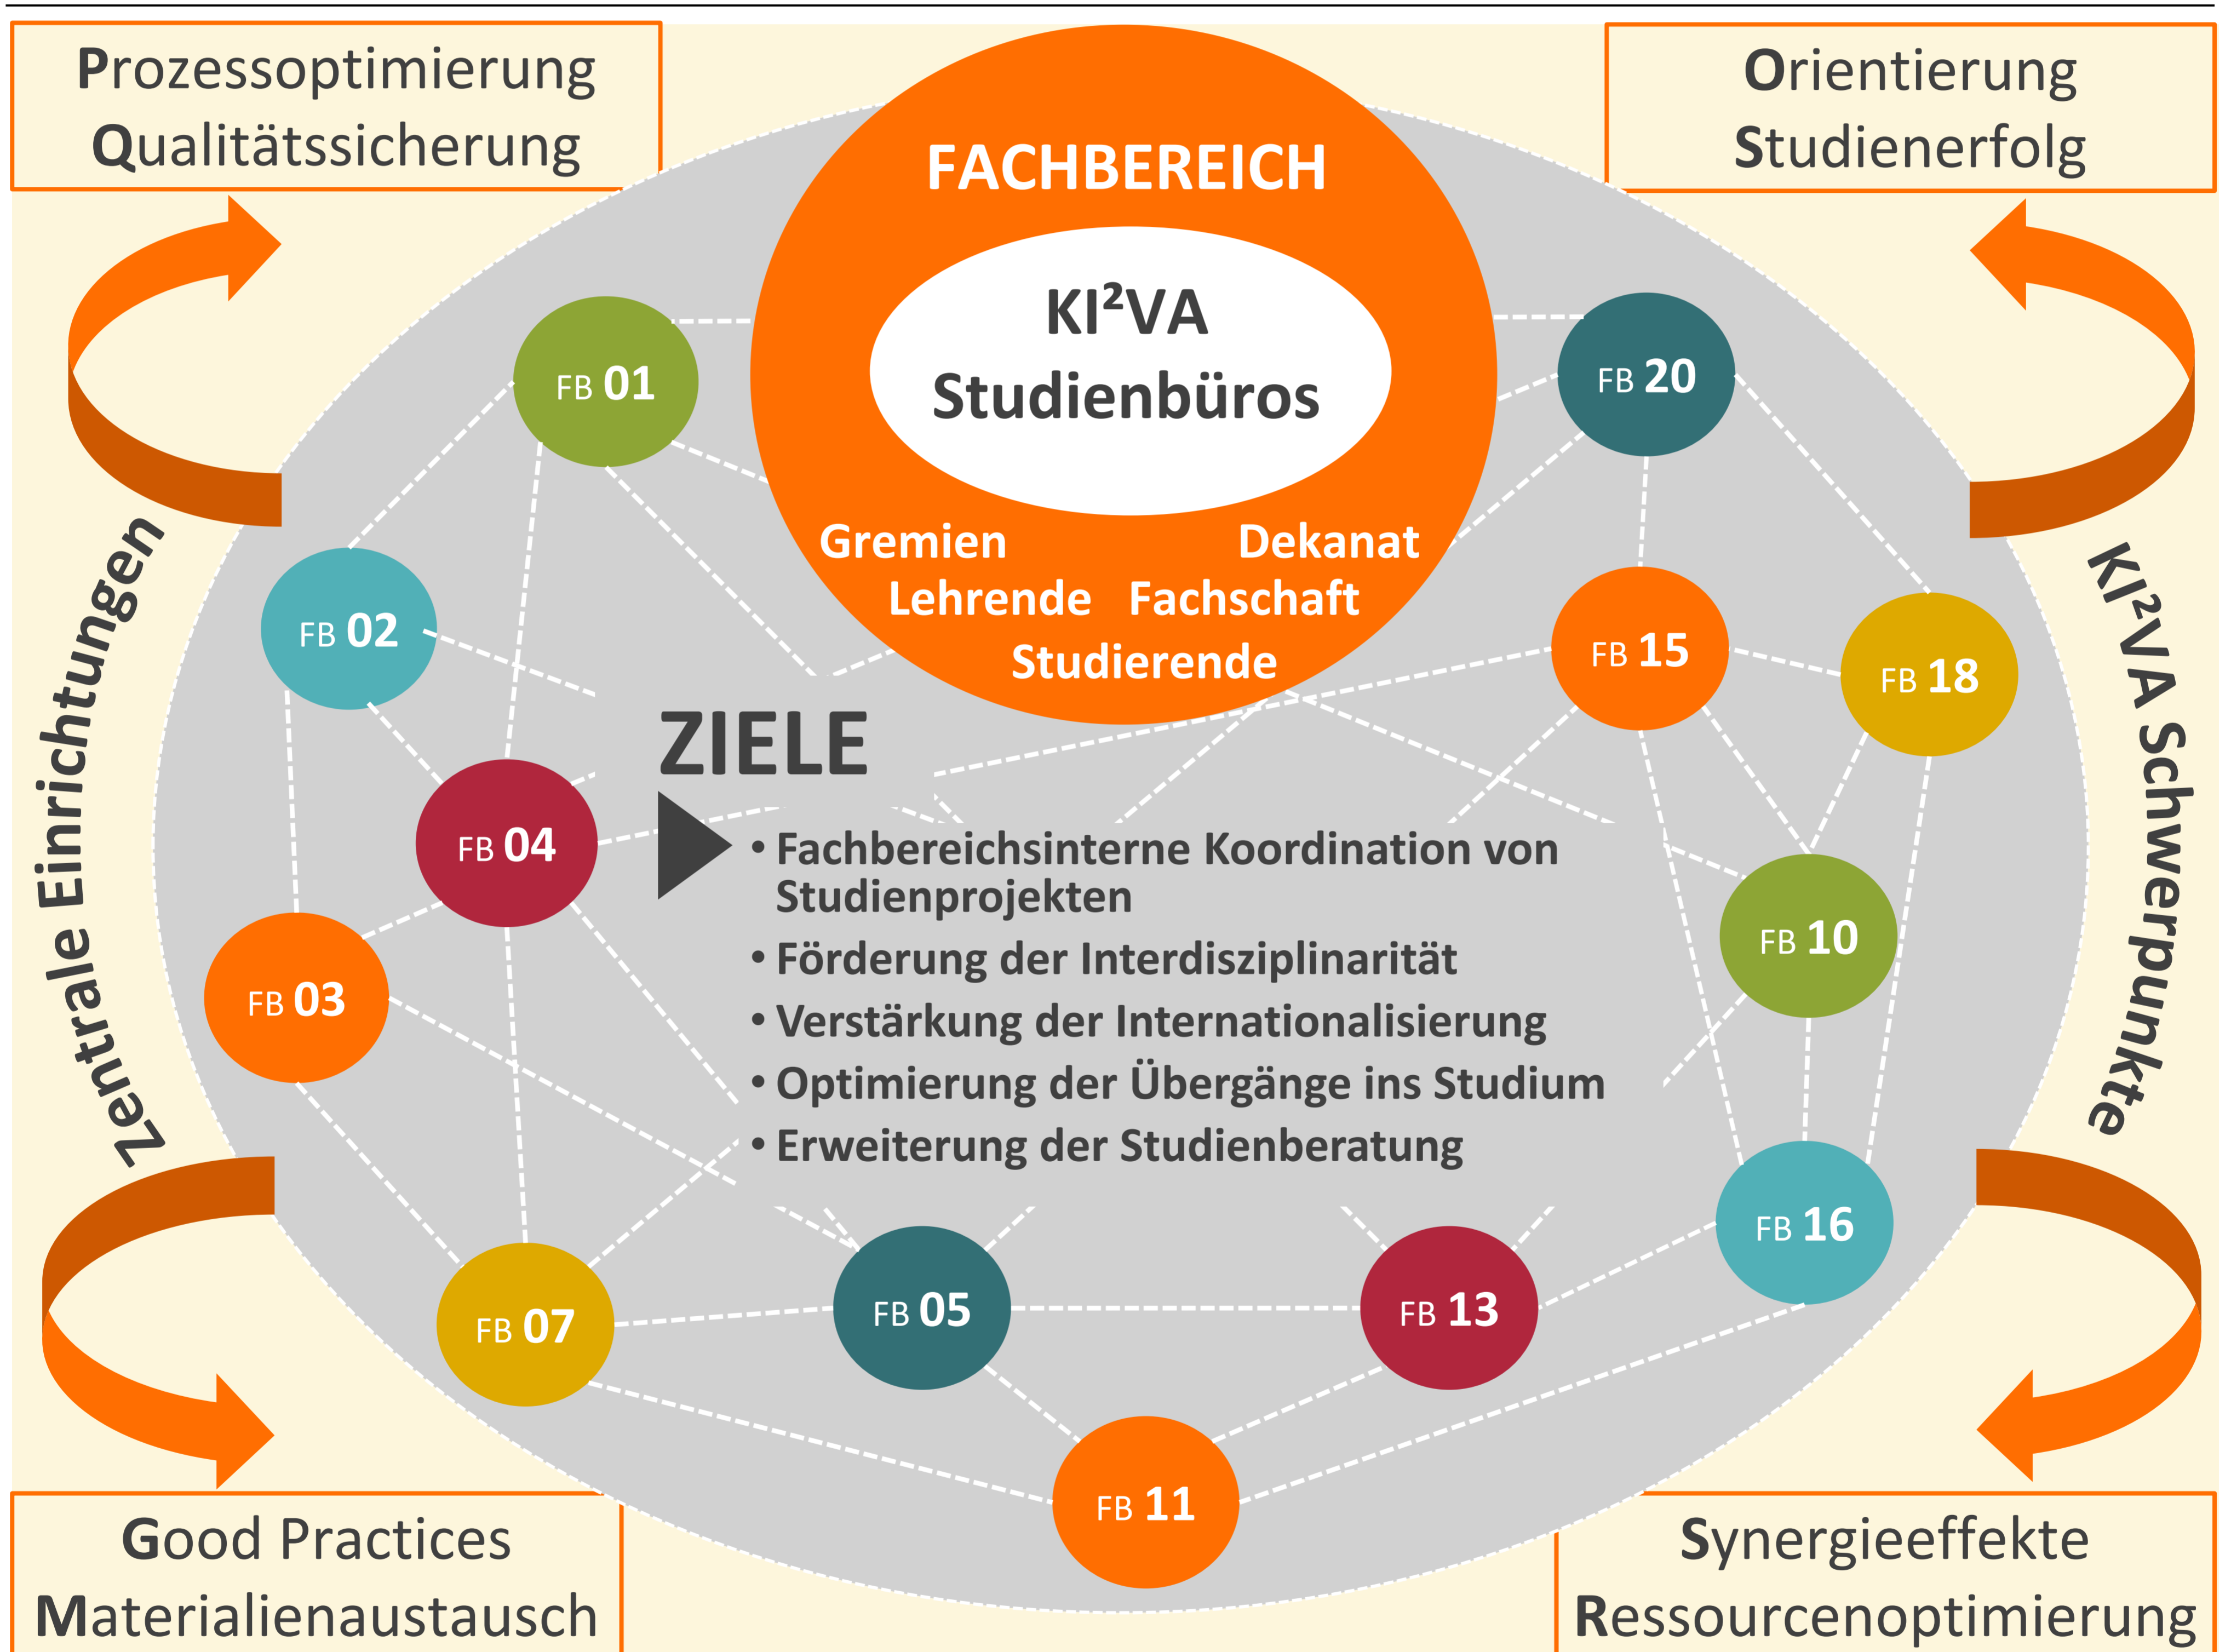 Prozessoptimierung
Qualitätssicherung
Orientierung
Studienerfolg
FACHBEREICH
KI²VA
Studienbüros
Gremien
Dekanat
Lehrende
Fachschaft
Studierende
FB 01
FB 20
FB 02
FB 15
FB 18
FB 04
FB 10
FB 03
FB 16
FB 07
FB 05
FB 13
FB 11
Zentrale Einrichtungen
KI²VA Schwerpunkte
ZIELE
• Fachbereichsinterne Koordination von
Studienprojekten
• Förderung der Interdisziplinarität
• Verstärkung der Internationalisierung
• Optimierung der Übergänge ins Studium
• Erweiterung der Studienberatung
Good Practices
Materialienaustausch
Synergieeffekte
Ressourcenoptimierung